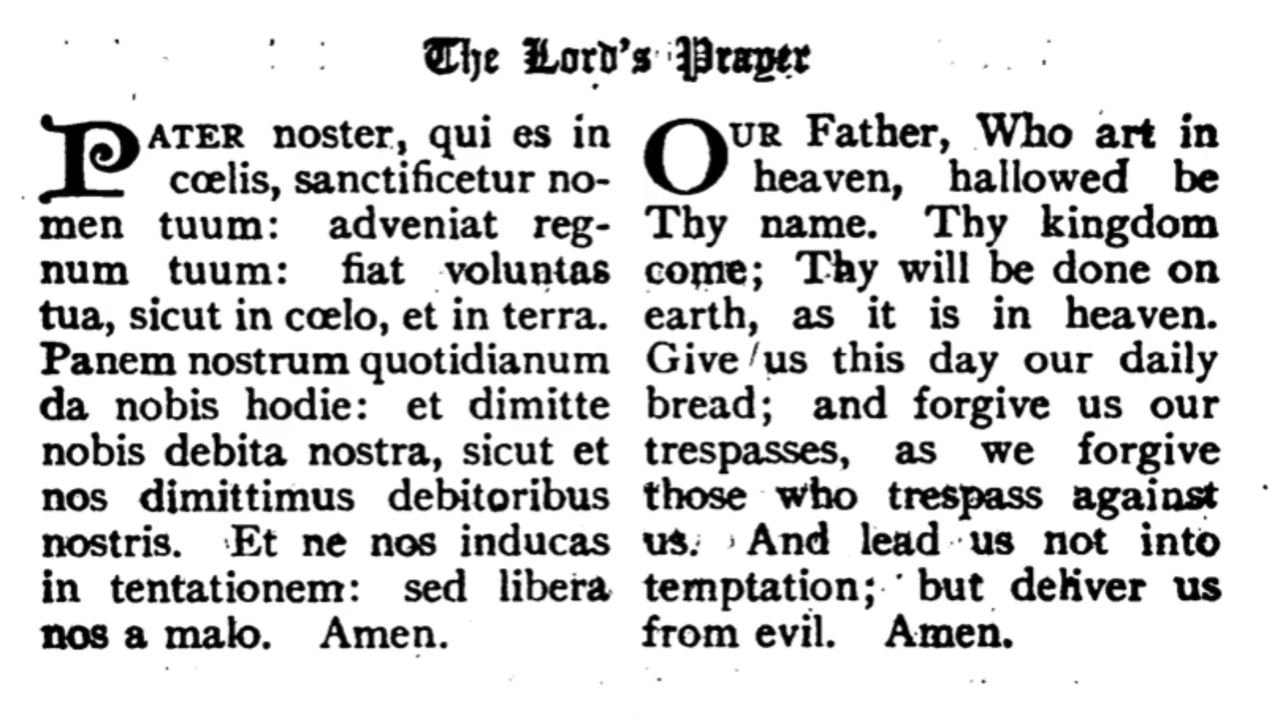 The Lord's Prayer
PATER noster, qui es in
cœlis, sanctificetur no-
men tuum: adveniat reg-
num tuum: fiat voluntas
tua, sicut in cœlo, et in terra.
Panem nostrum quotidianum
da nobis hodie: et dimitte
nobis debita nostra, sicut et
nos dimittimus debitoribus
nostris. Et ne nos inducas
in tentationem: sed libera
nos a malo. Amen.
OUR Father, Who art in
heaven, hallowed be
Thy name. Thy kingdom
come; Thy will be done on
earth, as it is in heaven.
Give us this day our daily
bread; and forgive us our
trespasses, as we forgive
those who trespass against
us. And lead us not into
temptation; but deliver us
from evil. Amen.